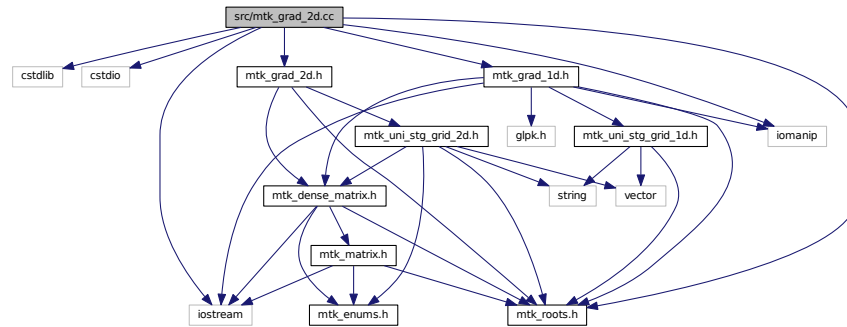 src/mtk_grad_2d.cc
cstdlib
cstdio
mtk_grad_2d.h
mtk_grad_1d.h
mtk_uni_stg_grid_2d.h
glpk.h
mtk_uni_stg_grid_1d.h
iomanip
mtk_dense_matrix.h
string
vector
mtk_matrix.h
iostream
mtk_enums.h
mtk_roots.h